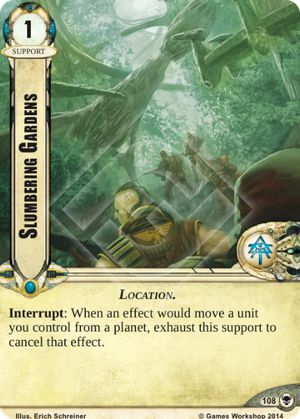 1
SUPPORT
SLUMBERING GARDENS
LOCATION.
Interrupt: When an effect would move a unit
you control from a planet, exhaust this support to
cancel that effect.
108
Illus. Erich Schreiner
© Games Workshop 2014